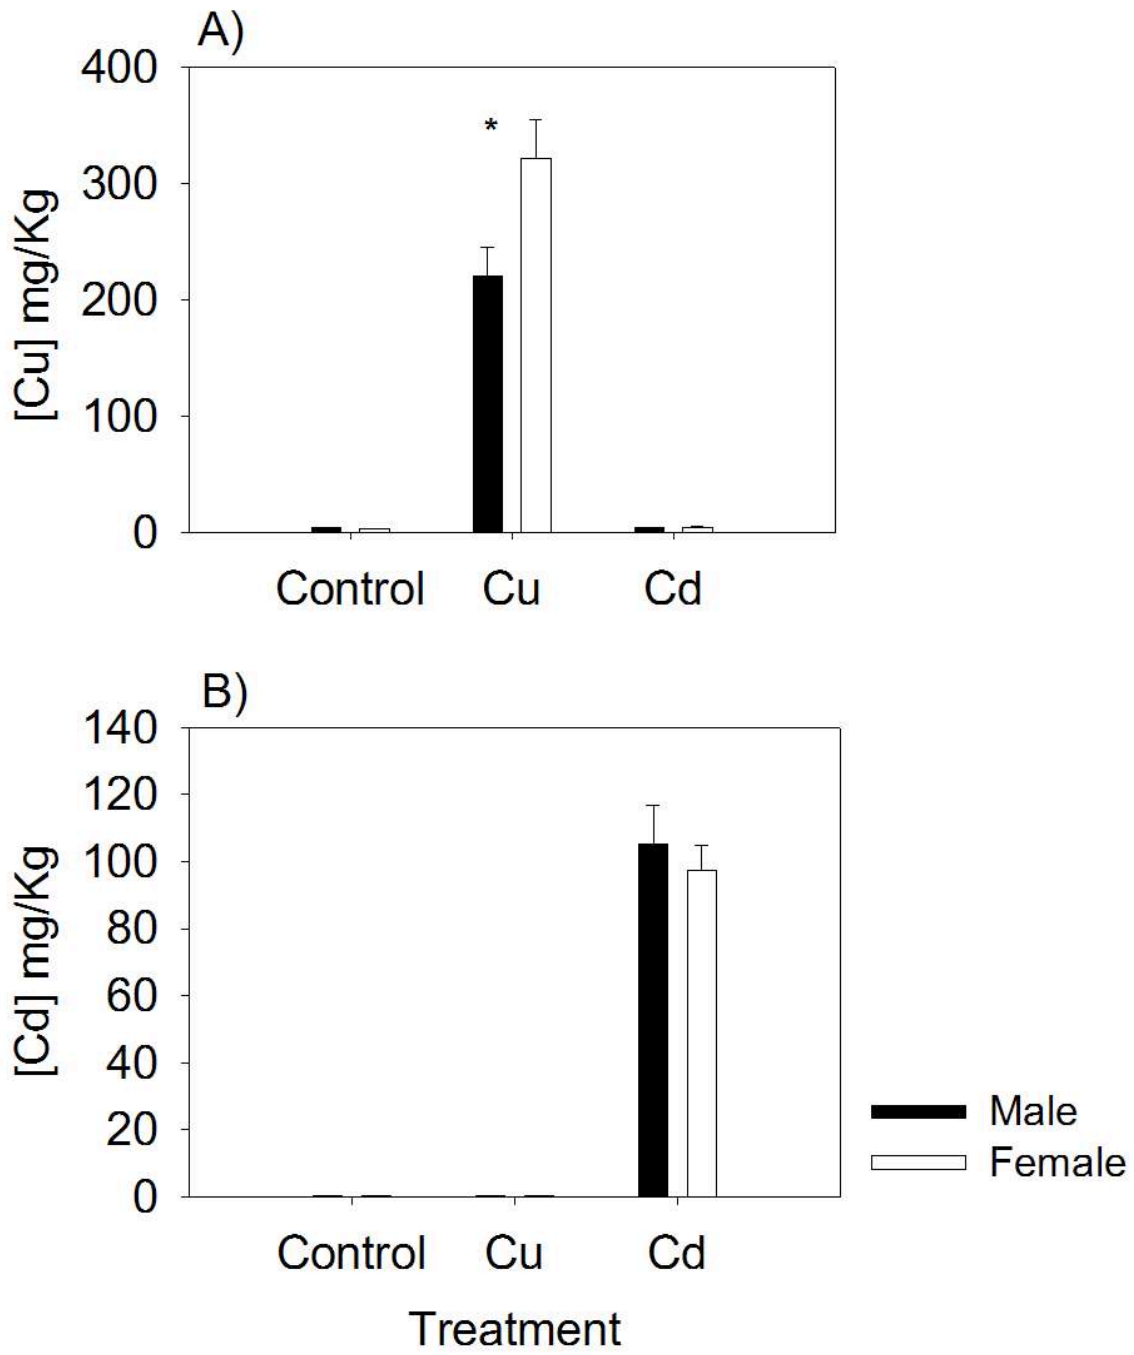 A)
400
300
200
100
0
[Cu] mg/Kg
*
Control Cu Cd
B)
140
120
100
80
60
40
20
0
[Cd] mg/Kg
Control Cu Cd
Treatment
Male
Female